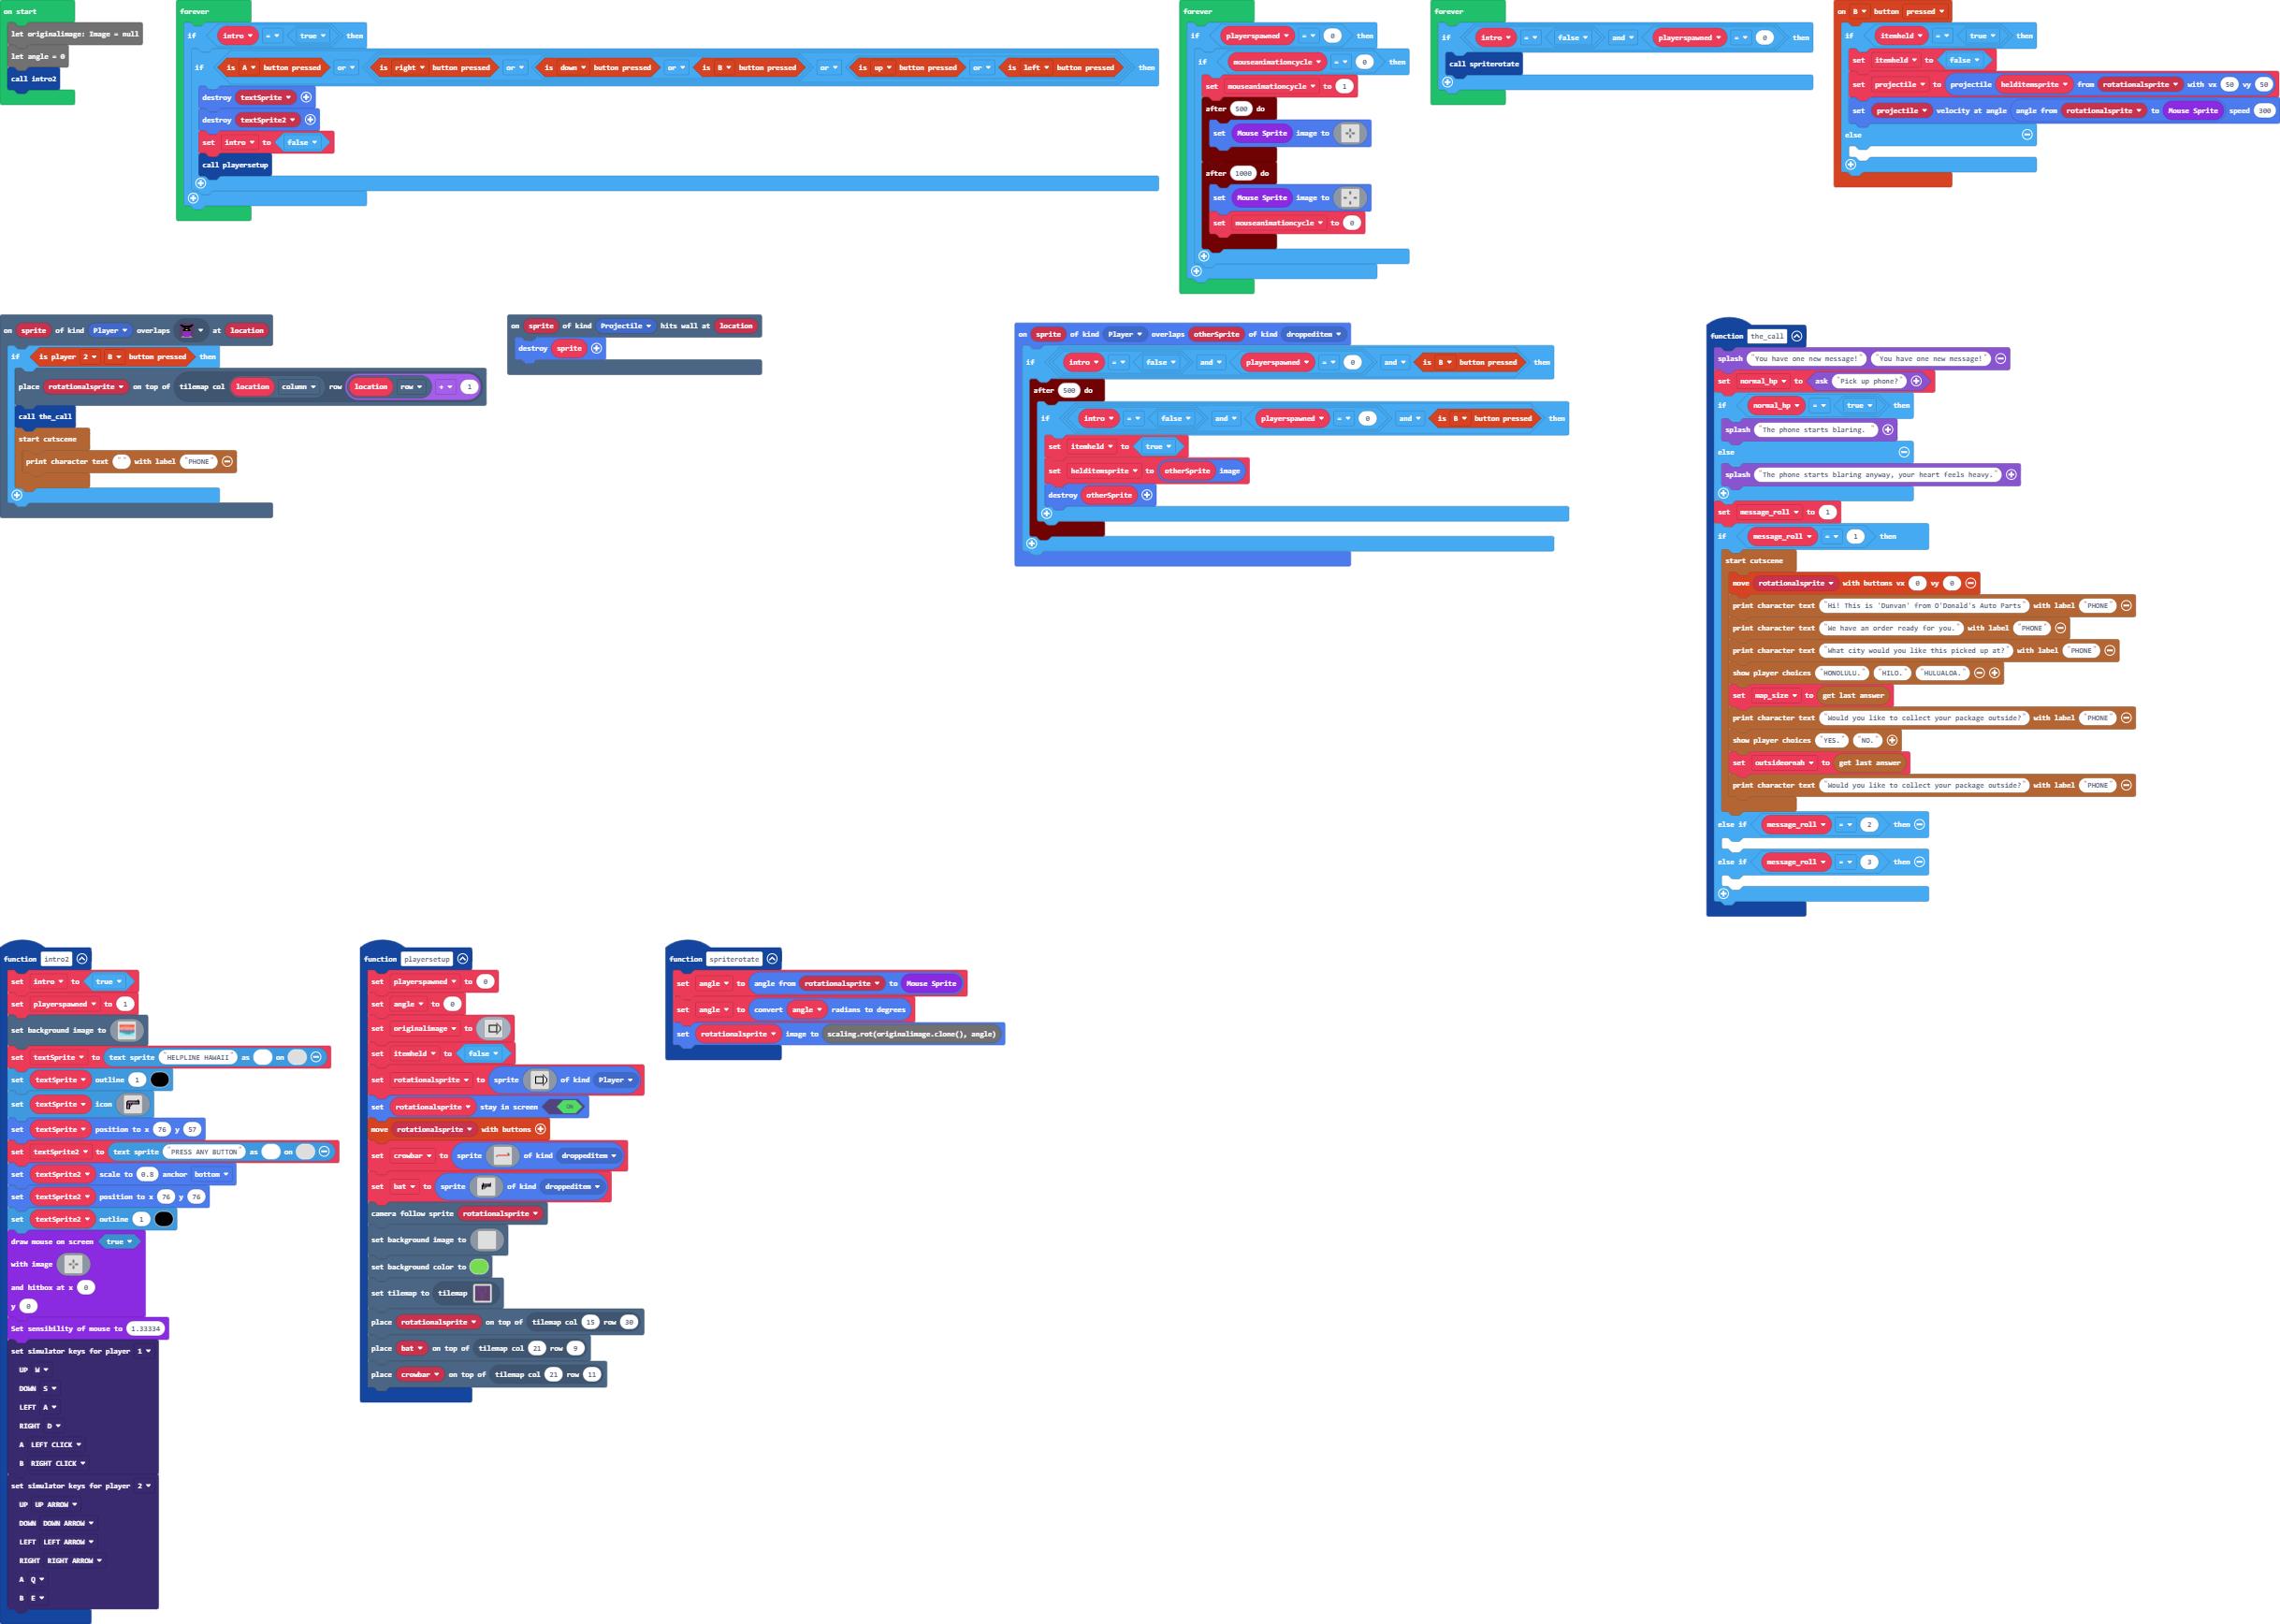 on start
let originalimage: Image = null
let angle = 0
call intro2
forever
if intro = true then
if is A button pressed or is right button pressed or is down button pressed or is B button pressed or is up button pressed or is left button pressed then
destroy textSprite
destroy textSprite2
set intro to false
call playersetup
forever
if playerspawned = 0 then
if mouseanimationcycle = 0 then
set mouseanimationcycle to 1
after 500 do
set Mouse Sprite image to
after 1000 do
set Mouse Sprite image to
set mouseanimationcycle to 0
forever
if intro = false and playerspawned = 0 then
call spriterotate
on B button pressed
if itemheld = true then
set itemheld to false
set projectile to projectile helditemsprite from rotationalsprite with vx 50 vy 50
set projectile velocity at angle angle from rotationalsprite to Mouse Sprite speed 300
else
on sprite of kind Player overlaps at location
if is player 2 B button pressed then
place rotationalsprite on top of tilemap col location column row location row + 1
call the_call
start cutscene
print character text " " with label "PHONE"
on sprite of kind Projectile hits wall at location
destroy sprite
on sprite of kind Player overlaps otherSprite of kind droppeditem
if intro = false and playerspawned = 0 and is B button pressed then
after 500 do
if intro = false and playerspawned = 0 and is B button pressed then
set itemheld to true
set helditemsprite to otherSprite image
destroy otherSprite
function the_call
splash "You have one new message!" "You have one new message!"
set normal_hp to ask "Pick up phone?"
if normal_hp = true then
splash "The phone starts blaring. "
else
splash "The phone starts blaring anyway, your heart feels heavy."
set message_roll to 1
if message_roll = 1 then
start cutscene
move rotationalsprite with buttons vx 0 vy 0
print character text "Hi! This is 'Dunvan' from O'Donald's Auto Parts" with label "PHONE"
print character text "We have an order ready for you." with label "PHONE"
print character text "What city would you like this picked up at?" with label "PHONE"
show player choices "HONOLULU." "HILO." "HULUALOA."
set map_size to get last answer
print character text "Would you like to collect your package outside?" with label "PHONE"
show player choices "YES." "NO."
set outsideornah to get last answer
print character text "Would you like to collect your package outside?" with label "PHONE"
else if message_roll = 2 then
else if message_roll = 3 then
function intro2
set intro to true
set playerspawned to 1
set background image to
set textSprite to text sprite "HELPLINE HAWAII" as on
set textSprite outline 1
set textSprite icon
set textSprite position to x 76 y 57
set textSprite2 to text sprite "PRESS ANY BUTTON" as on
set textSprite2 scale to 0.8 anchor bottom
set textSprite2 position to x 76 y 76
set textSprite2 outline 1
draw mouse on screen true
with image
and hitbox at x 0
y 0
Set sensibility of mouse to 1.33334
set simulator keys for player 1
UP W
DOWN S
LEFT A
RIGHT D
A LEFT CLICK
B RIGHT CLICK
set simulator keys for player 2
UP UP ARROW
DOWN DOWN ARROW
LEFT LEFT ARROW
RIGHT RIGHT ARROW
A Q
B E
function playersetup
set playerspawned to 0
set angle to 0
set originalimage to
set itemheld to false
set rotationalsprite to sprite of kind Player
set rotationalsprite stay in screen ON
move rotationalsprite with buttons
set crowbar to sprite of kind droppeditem
set bat to sprite of kind droppeditem
camera follow sprite rotationalsprite
set background image to
set background color to
set tilemap to tilemap
place rotationalsprite on top of tilemap col 15 row 30
place bat on top of tilemap col 21 row 9
place crowbar on top of tilemap col 21 row 11
function spriterotate
set angle to angle from rotationalsprite to Mouse Sprite
set angle to convert angle radians to degrees
set rotationalsprite image to scaling.rot(originalimage.clone(), angle)